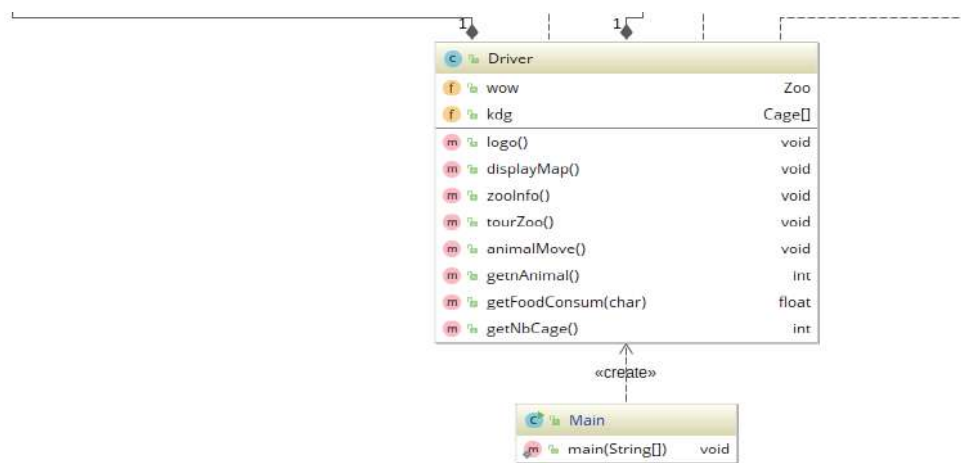 1 1
C Driver
f wow Zoo
f kdg Cage[]
m logo() void
m displayMap() void
m zooInfo() void
m tourZoo() void
m animalMove() void
m getnAnimal() int
m getFoodConsum(char) float
m getNbCage() int
«create»
C Main
m main(String[]) void